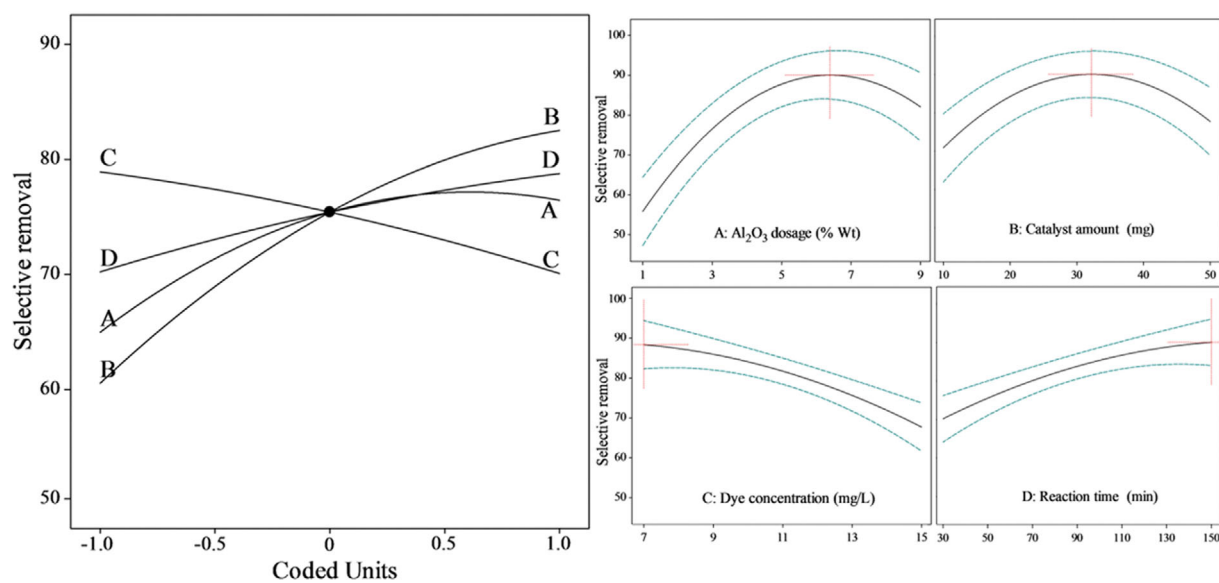 90
80
70
60
50
Selective removal
C
D
A
B
B
D
A
C
-1.0
-0.5
0
0.5
1.0
Coded Units
100
90
80
70
60
50
Selective removal
A: Al₂O₃ dosage (% Wt)
1
3
5
7
9
B: Catalyst amount (mg)
10
20
30
40
50
100
90
80
70
60
50
Selective removal
C: Dye concentration (mg/L)
7
9
11
13
15
D: Reaction time (min)
30
50
70
90
110
130
150